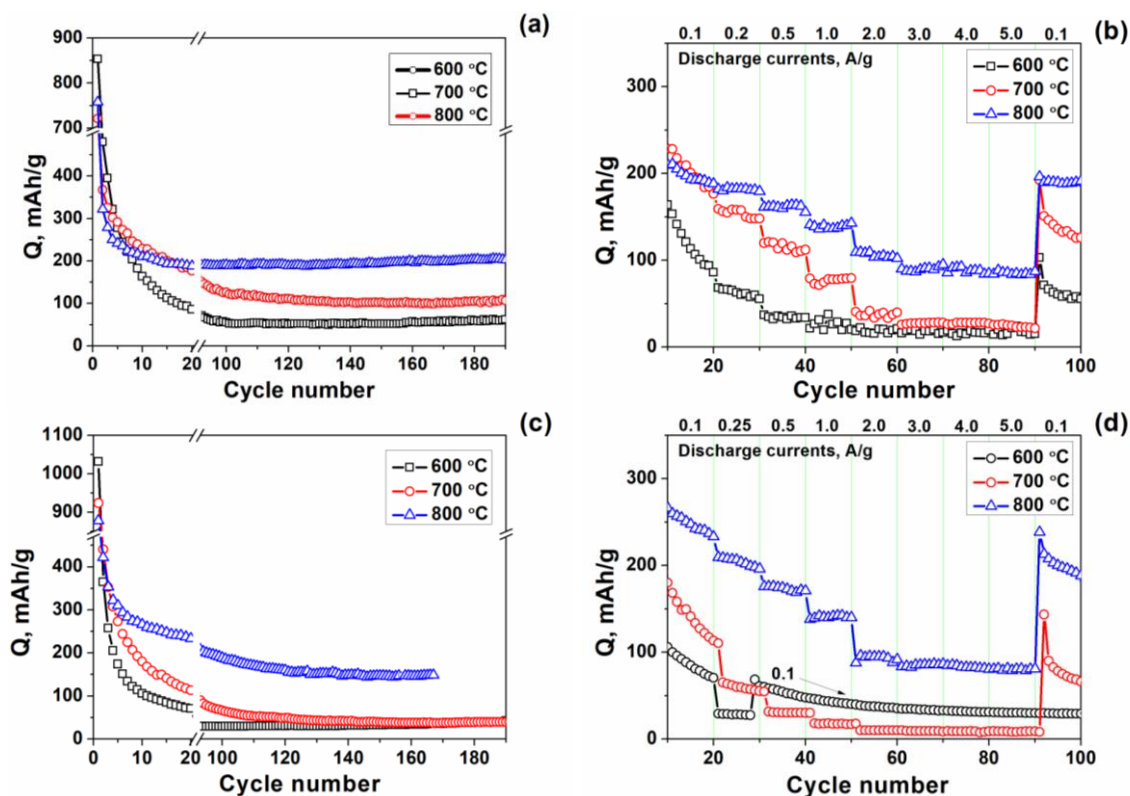 (a)
900
850
800
750
700
400
300
200
100
0
Q, mAh/g
600 °C
700 °C
800 °C
0 10 20 100 120 140 160 180
Cycle number
(b)
0.1 0.2 0.5 1.0 2.0 3.0 4.0 5.0 0.1
Discharge currents, A/g
300
200
100
0
Q, mAh/g
600 °C
700 °C
800 °C
20 40 60 80 100
Cycle number
(c)
1100
1000
900
400
300
200
100
0
Q, mAh/g
600 °C
700 °C
800 °C
0 10 20 100 120 140 160 180
Cycle number
(d)
0.1 0.25 0.5 1.0 2.0 3.0 4.0 5.0 0.1
Discharge currents, A/g
300
200
100
0
Q, mAh/g
600 °C
700 °C
800 °C
0.1
20 40 60 80 100
Cycle number